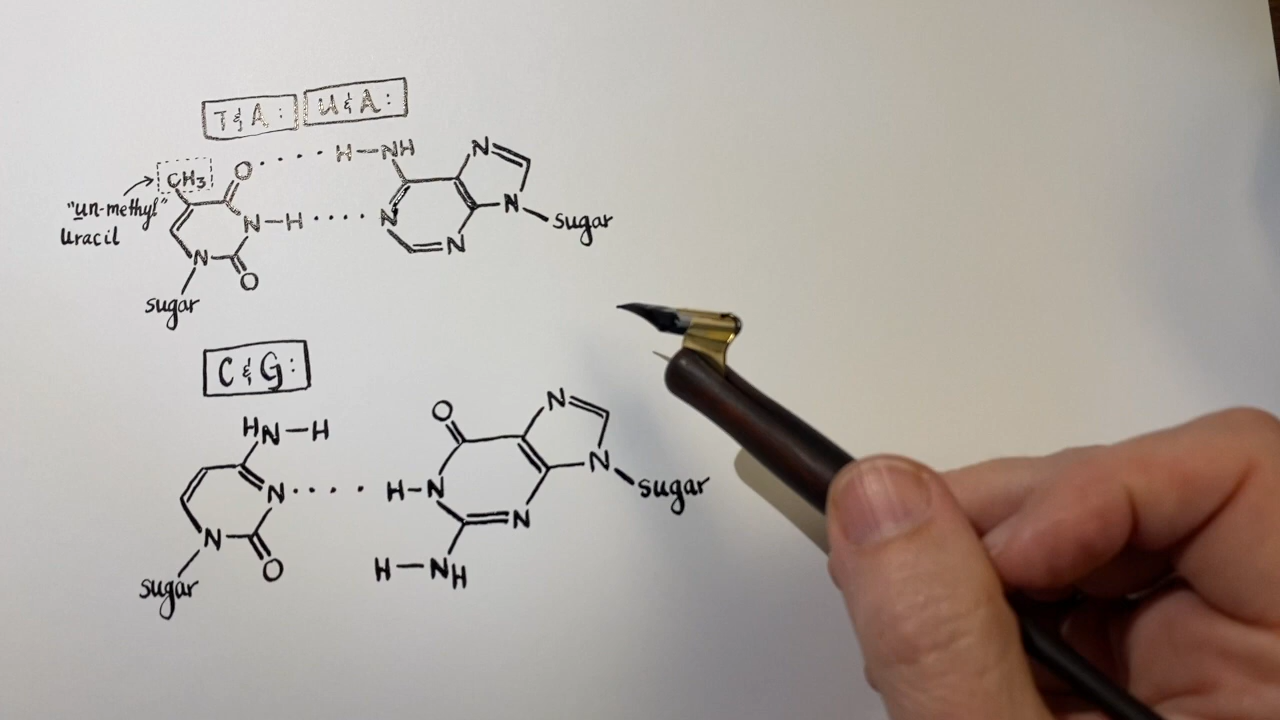 T & A: U & A:
H–NH N
CH3 O
"un-methyl" N–H N N sugar
uracil N O N
sugar
C & G:
HN–H O N
N H–N N sugar
N N
O H–NH
sugar